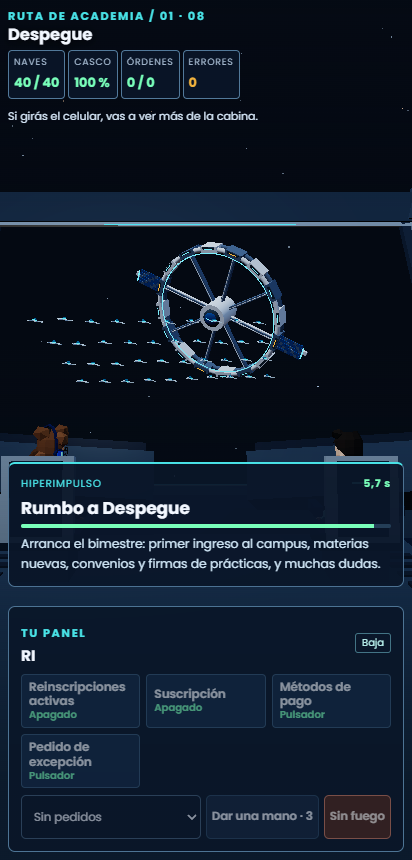 RUTA DE ACADEMIA / 01 · 08
Despegue
NAVES
CASCO
ÓRDENES
ERRORES
40 / 40
100 %
0 / 0
0
Si girás el celular, vas a ver más de la cabina.
HIPERIMPULSO
5,7 s
Rumbo a Despegue
Arranca el bimestre: primer ingreso al campus, materias
nuevas, convenios y firmas de prácticas, y muchas dudas.
TU PANEL
Baja
RI
Reinscripciones
activas
Apagado
Suscripción
Apagado
Métodos de
pago
Pulsador
Pedido de
excepción
Pulsador
Sin pedidos
Dar una mano · 3
Sin fuego